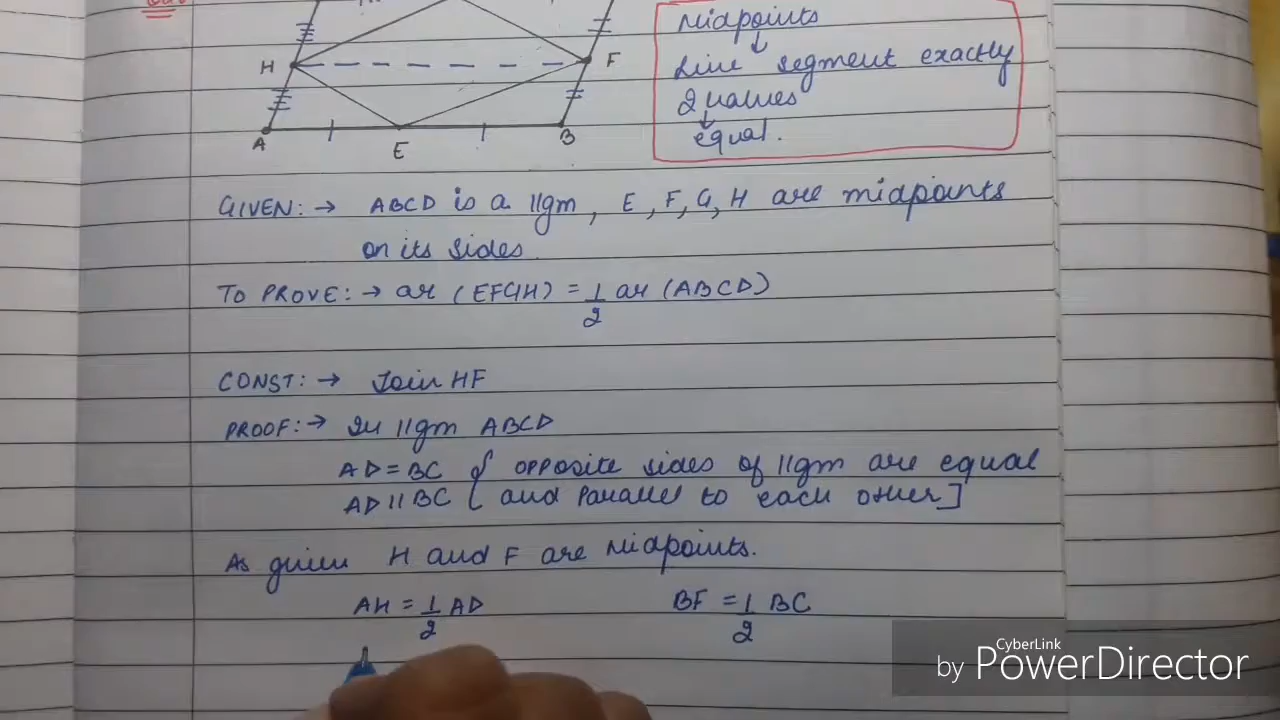 H
F
A
E
B
Midpoints
↓
Line segment exactly
2 values
↓
equal.
GIVEN: → ABCD is a ||gm, E, F, G, H are midpoints
on its sides.
TO PROVE: → ar (EFGH) = 1/2 ar (ABCD)
CONST: → Join HF
PROOF: → In ||gm ABCD
AD = BC [ opposite sides of ||gm are equal
AD || BC [ and Parallel to each other]
As given H and F are Midpoints.
AH = 1/2 AD BF = 1/2 BC
CyberLink
by PowerDirector